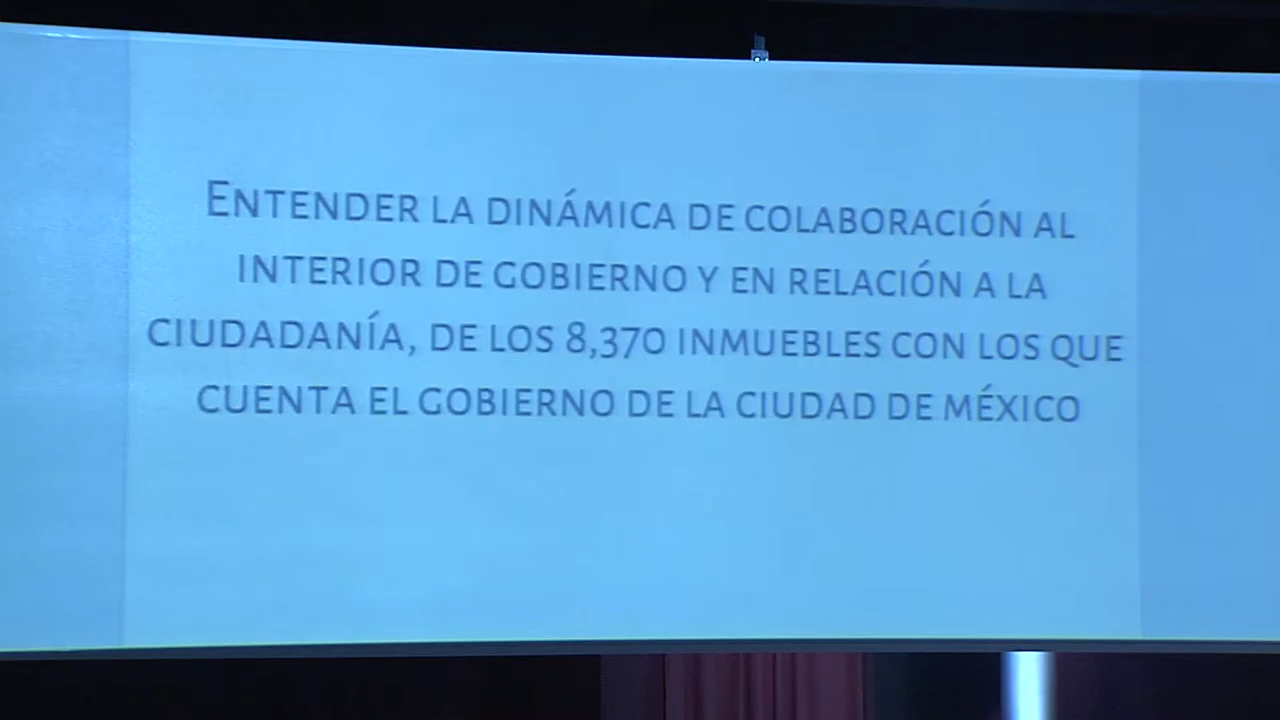 Entender la dinámica de colaboración al
interior de gobierno y en relación a la
ciudadanía, de los 8,370 inmuebles con los que
cuenta el gobierno de la ciudad de méxico